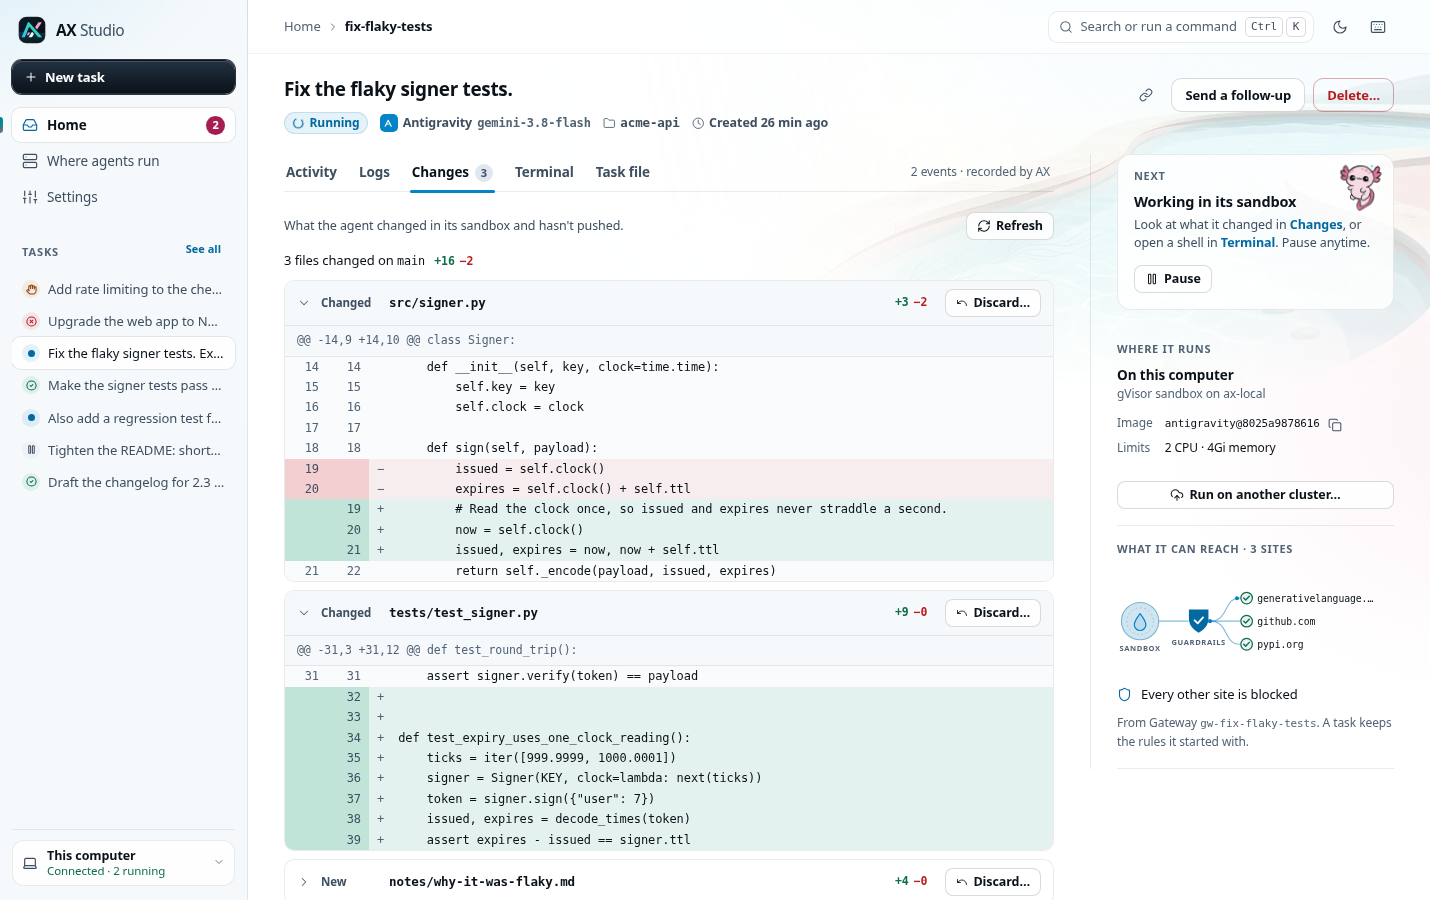 AX Studio
New task
Home 2
Where agents run
Settings
TASKS See all
Add rate limiting to the che...
Upgrade the web app to N...
Fix the flaky signer tests. Ex...
Make the signer tests pass ...
Also add a regression test f...
Tighten the README: short...
Draft the changelog for 2.3 ...
This computer
Connected · 2 running
Home > fix-flaky-tests
Search or run a command Ctrl K
Fix the flaky signer tests.
Send a follow-up
Delete...
Running Antigravity gemini-3.8-flash acme-api Created 26 min ago
Activity Logs Changes 3 Terminal Task file
2 events · recorded by AX
What the agent changed in its sandbox and hasn't pushed.
Refresh
3 files changed on main +16 −2
Changed src/signer.py +3 −2 Discard...
@@ -14,9 +14,10 @@ class Signer:
14 14 def __init__(self, key, clock=time.time):
15 15 self.key = key
16 16 self.clock = clock
17 17
18 18 def sign(self, payload):
19 − issued = self.clock()
20 − expires = self.clock() + self.ttl
19 + # Read the clock once, so issued and expires never straddle a second.
20 + now = self.clock()
21 + issued, expires = now, now + self.ttl
21 22 return self._encode(payload, issued, expires)
Changed tests/test_signer.py +9 −0 Discard...
@@ -31,3 +31,12 @@ def test_round_trip():
31 31 assert signer.verify(token) == payload
32 +
33 +
34 + def test_expiry_uses_one_clock_reading():
35 + ticks = iter([999.9999, 1000.0001])
36 + signer = Signer(KEY, clock=lambda: next(ticks))
37 + token = signer.sign({"user": 7})
38 + issued, expires = decode_times(token)
39 + assert expires - issued == signer.ttl
New notes/why-it-was-flaky.md +4 −0 Discard...
NEXT
Working in its sandbox
Look at what it changed in Changes, or
open a shell in Terminal. Pause anytime.
Pause
WHERE IT RUNS
On this computer
gVisor sandbox on ax-local
Image antigravity@8025a9878616
Limits 2 CPU · 4Gi memory
Run on another cluster...
WHAT IT CAN REACH · 3 SITES
generativelanguage.…
github.com
pypi.org
SANDBOX
GUARDRAILS
Every other site is blocked
From Gateway gw-fix-flaky-tests. A task keeps
the rules it started with.